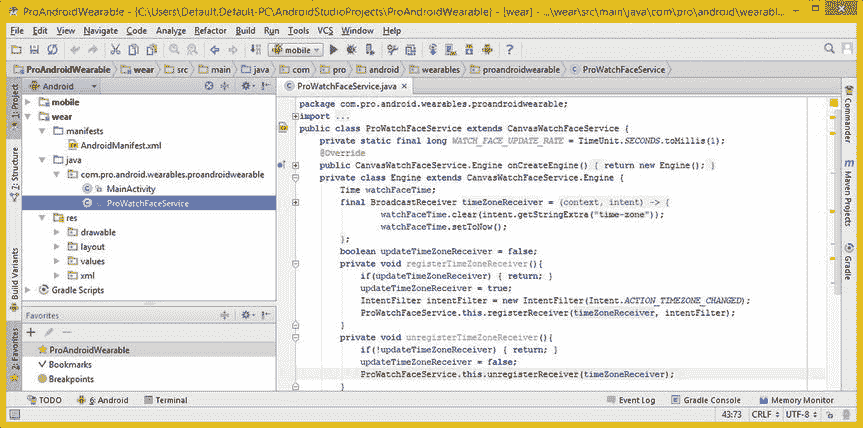 ProAndroidWearable - [C:\Users\Default.Default-PC\AndroidStudioProjects\ProAndroidWearable] - [wear] - ...\wear\src\main\java\com\pro\android\wearabl...
File Edit View Navigate Code Analyze Refactor Build Run Tools VCS Window Help
mobile
ProAndroidWearable wear src main java com pro android wearables proandroidwearable ProWatchFaceService
Android
ProWatchFaceService.java
1: Project
7: Structure
Build Variants
2: Favorites
mobile
wear
manifests
AndroidManifest.xml
java
com.pro.android.wearables.proandroidwearable
MainActivity
ProWatchFaceService
res
drawable
layout
values
xml
Gradle Scripts
Favorites
ProAndroidWearable
Bookmarks
Breakpoints
package com.pro.android.wearables.proandroidwearable;
import ...
public class ProWatchFaceService extends CanvasWatchFaceService {
private static final long WATCH_FACE_UPDATE_RATE = TimeUnit.SECONDS.toMillis(1);
@Override
public CanvasWatchFaceService.Engine onCreateEngine() { return new Engine(); }
private class Engine extends CanvasWatchFaceService.Engine {
Time watchFaceTime;
final BroadcastReceiver timeZoneReceiver = (context, intent) -> {
watchFaceTime.clear(intent.getStringExtra("time-zone"));
watchFaceTime.setToNow();
};
boolean updateTimeZoneReceiver = false;
private void registerTimeZoneReceiver(){
if(updateTimeZoneReceiver) { return; }
updateTimeZoneReceiver = true;
IntentFilter intentFilter = new IntentFilter(Intent.ACTION_TIMEZONE_CHANGED);
ProWatchFaceService.this.registerReceiver(timeZoneReceiver, intentFilter);
}
private void unregisterTimeZoneReceiver(){
if(!updateTimeZoneReceiver) { return; }
updateTimeZoneReceiver = false;
ProWatchFaceService.this.unregisterReceiver(timeZoneReceiver);
}
Commander
Maven Projects
Gradle
TODO 6: Android Terminal Event Log Gradle Console Memory Monitor
43:73 CRLF UTF-8